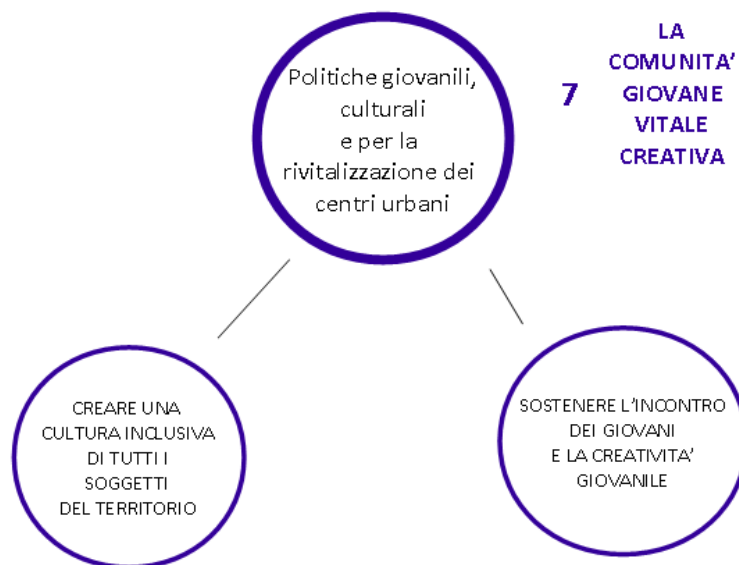 Politiche giovanili,
culturali
e per la
rivitalizzazione dei
centri urbani
7
LA
COMUNITA'
GIOVANE
VITALE
CREATIVA
CREARE UNA
CULTURA INCLUSIVA
DI TUTTI I
SOGGETTI
DEL TERRITORIO
SOSTENERE L'INCONTRO
DEI GIOVANI
E LA CREATIVITA'
GIOVANILE